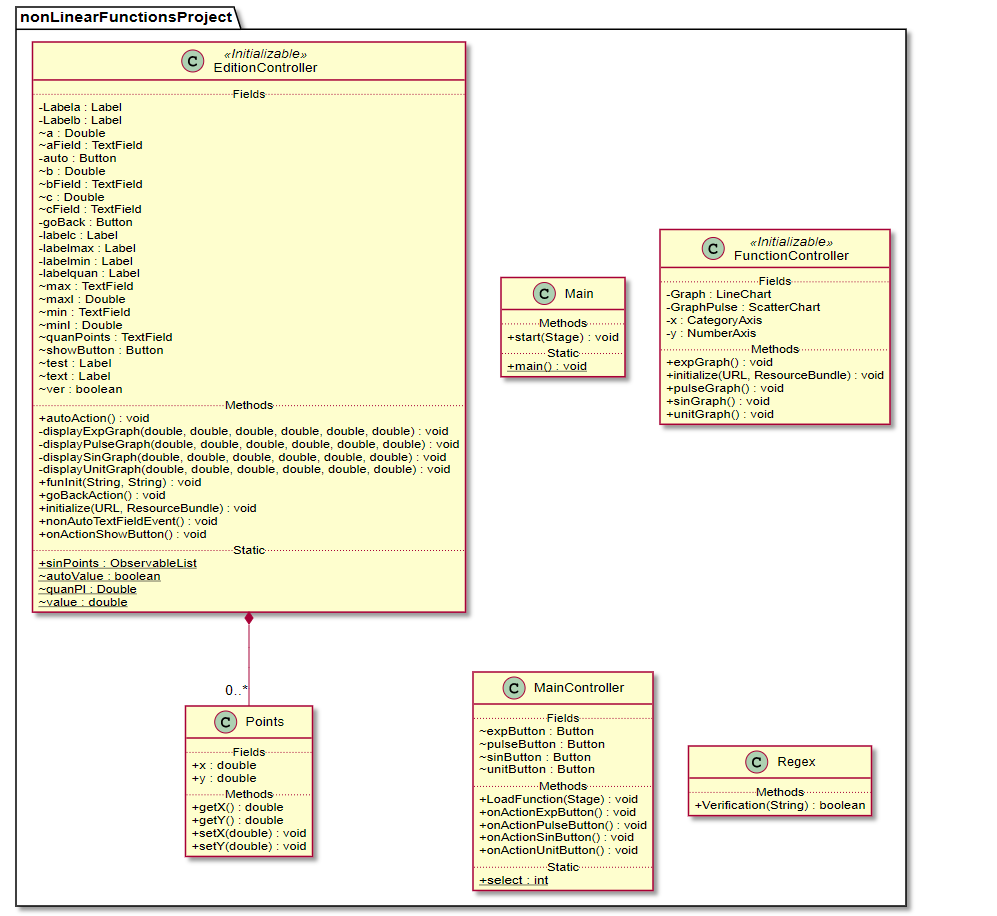 nonLinearFunctionsProject
«Initializable»
EditionController
Fields
-Labela : Label
-Labelb : Label
~a : Double
~aField : TextField
-auto : Button
~b : Double
~bField : TextField
~c : Double
~cField : TextField
-goBack : Button
-labelc : Label
-labelmax : Label
-labelmin : Label
-labelquan : Label
~max : TextField
~maxI : Double
~min : TextField
~minI : Double
~quanPoints : TextField
~showButton : Button
~test : Label
~text : Label
~ver : boolean
Methods
+autoAction() : void
-displayExpGraph(double, double, double, double, double, double) : void
-displayPulseGraph(double, double, double, double, double, double) : void
-displaySinGraph(double, double, double, double, double, double) : void
-displayUnitGraph(double, double, double, double, double, double) : void
+funInit(String, String) : void
+goBackAction() : void
+initialize(URL, ResourceBundle) : void
+nonAutoTextFieldEvent() : void
+onActionShowButton() : void
Static
+sinPoints : ObservableList
~autoValue : boolean
~quanPI : Double
~value : double
Main
Methods
+start(Stage) : void
Static
+main() : void
«Initializable»
FunctionController
Fields
-Graph : LineChart
-GraphPulse : ScatterChart
-x : CategoryAxis
-y : NumberAxis
Methods
+expGraph() : void
+initialize(URL, ResourceBundle) : void
+pulseGraph() : void
+sinGraph() : void
+unitGraph() : void
0..*
Points
Fields
+x : double
+y : double
Methods
+getX() : double
+getY() : double
+setX(double) : void
+setY(double) : void
MainController
Fields
~expButton : Button
~pulseButton : Button
~sinButton : Button
~unitButton : Button
Methods
+LoadFunction(Stage) : void
+onActionExpButton() : void
+onActionPulseButton() : void
+onActionSinButton() : void
+onActionUnitButton() : void
Static
+select : int
Regex
Methods
+Verification(String) : boolean